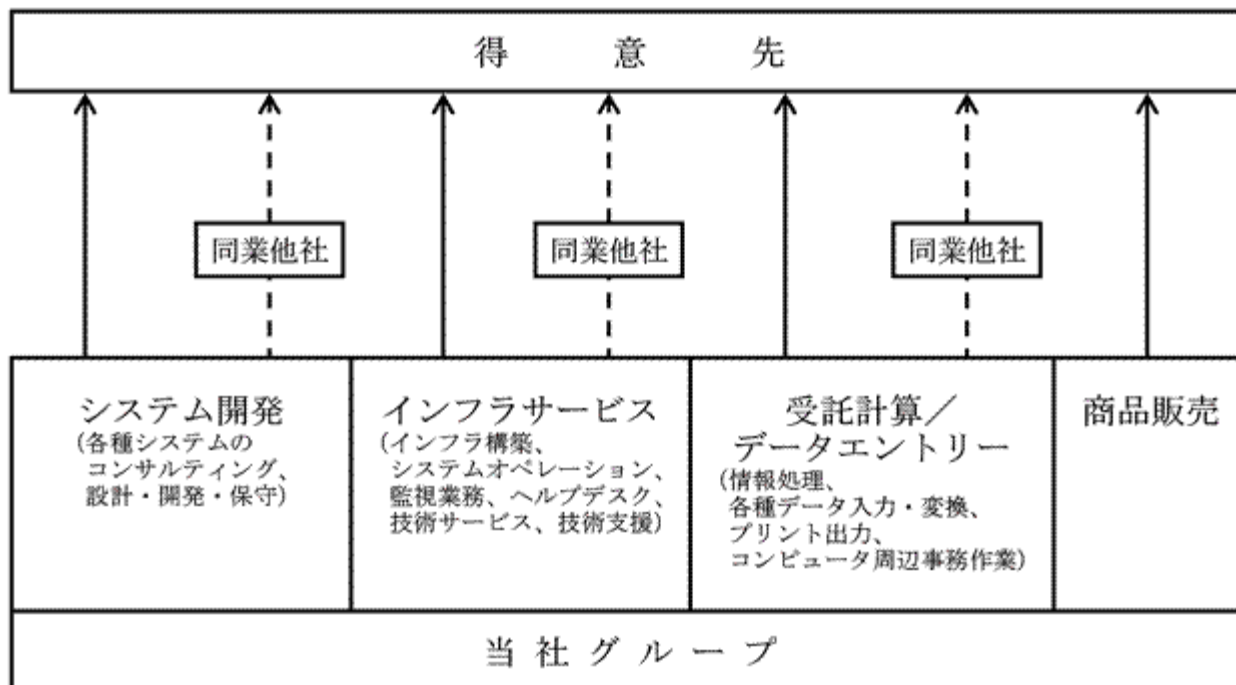 得意先
同業他社
同業他社
同業他社
システム開発
(各種システムの
コンサルティング、
設計・開発・保守)
インフラサービス
(インフラ構築、
システムオペレーション、
監視業務、ヘルプデスク、
技術サービス、技術支援)
受託計算／
データエントリー
(情報処理、
各種データ入力・変換、
プリント出力、
コンピュータ周辺事務作業)
商品販売
当社グループ